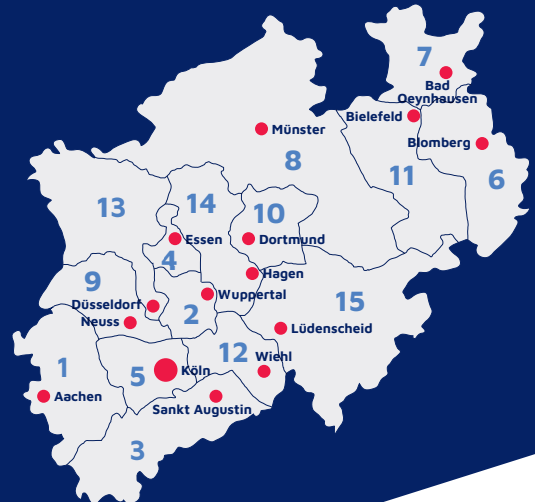 7
Bad
Oeynhausen
Bielefeld
Münster
Blomberg
8
11
6
13
14
10
Essen
Dortmund
4
Hagen
9
Wuppertal
15
Düsseldorf
2
Neuss
Lüdenscheid
12
Wiehl
1
5
Köln
Aachen
Sankt Augustin
3